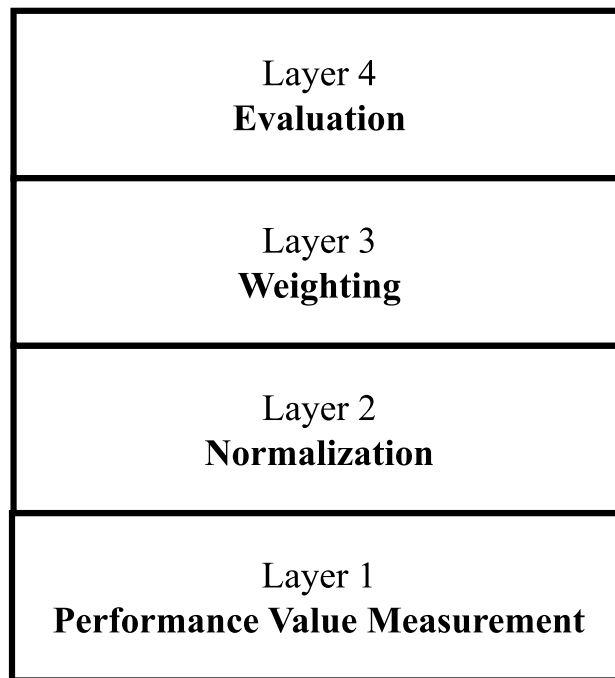 Layer 4
Evaluation
Layer 3
Weighting
Layer 2
Normalization
Layer 1
Performance Value Measurement